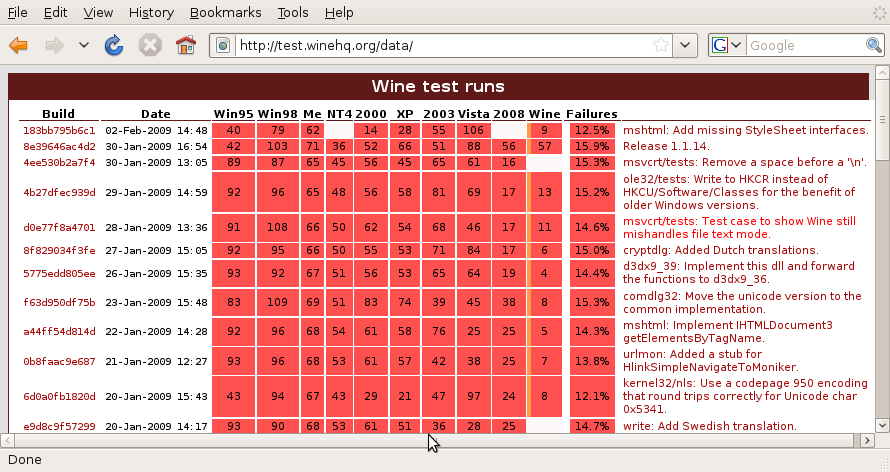 File Edit View History Bookmarks Tools Help
http://test.winehq.org/data/ G Google
Wine test runs
Build Date Win95 Win98 Me NT4 2000 XP 2003 Vista 2008 Wine Failures
183bb795b6c1 02-Feb-2009 14:48 40 79 62 14 28 55 106 9 12.5% mshtml: Add missing StyleSheet interfaces.
8e39646ac4d2 30-Jan-2009 16:54 42 103 71 36 52 66 51 88 56 57 15.9% Release 1.1.14.
4ee530b2a7f4 30-Jan-2009 13:05 89 87 65 45 56 45 65 61 16 15.3% msvcrt/tests: Remove a space before a '\n'.
4b27dfec939d 29-Jan-2009 14:59 92 96 65 48 56 58 81 69 17 13 15.2% ole32/tests: Write to HKCR instead of
HKCU/Software/Classes for the benefit of
older Windows versions.
d0e77f8a4701 28-Jan-2009 13:36 91 108 66 50 62 54 68 46 17 11 14.6% msvcrt/tests: Test case to show Wine still
mishandles file text mode.
8f829034f3fe 27-Jan-2009 15:05 92 95 66 50 55 53 71 84 17 6 15.0% cryptdlg: Added Dutch translations.
5775edd805ee 26-Jan-2009 15:35 93 92 67 51 56 53 65 64 19 4 14.4% d3dx9_39: Implement this dll and forward
the functions to d3dx9_36.
f63d950df75b 23-Jan-2009 15:48 83 109 69 51 83 74 39 45 38 8 15.3% comdlg32: Move the unicode version to the
common implementation.
a44ff54d814d 22-Jan-2009 14:28 92 96 68 54 61 58 76 25 25 5 14.3% mshtml: Implement IHTMLDocument3
getElementsByTagName.
0b8faac9e687 21-Jan-2009 12:27 93 96 68 53 61 57 42 38 25 7 13.8% urlmon: Added a stub for
HlinkSimpleNavigateToMoniker.
6d0a0fb1820d 20-Jan-2009 15:43 43 94 67 43 29 21 47 97 24 8 12.1% kernel32/nls: Use a codepage 950 encoding
that round trips correctly for Unicode char
0x5341.
e9d8c9f57299 20-Jan-2009 14:17 93 90 68 53 61 51 36 28 25 14.7% write: Add Swedish translation.
Done